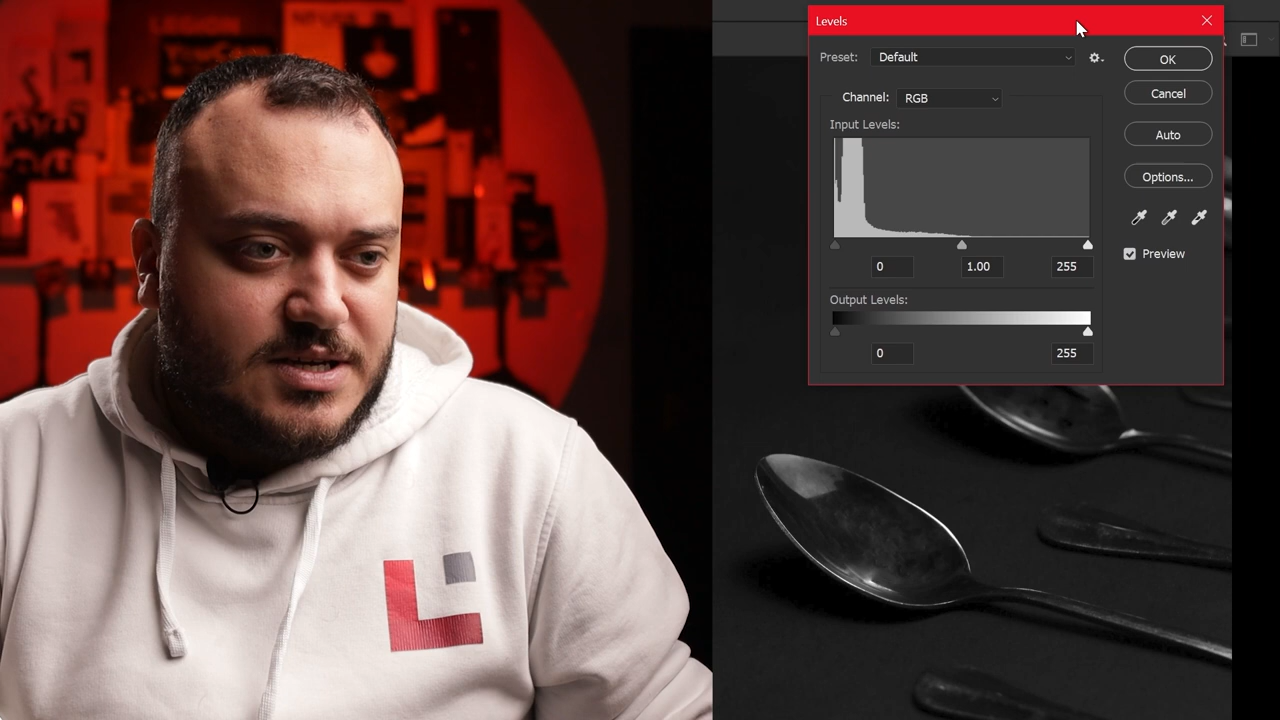 LEGION
Levels
Preset:
Default
OK
Channel:
RGB
Cancel
Input Levels:
Auto
Options...
0
1.00
255
Preview
Output Levels:
0
255